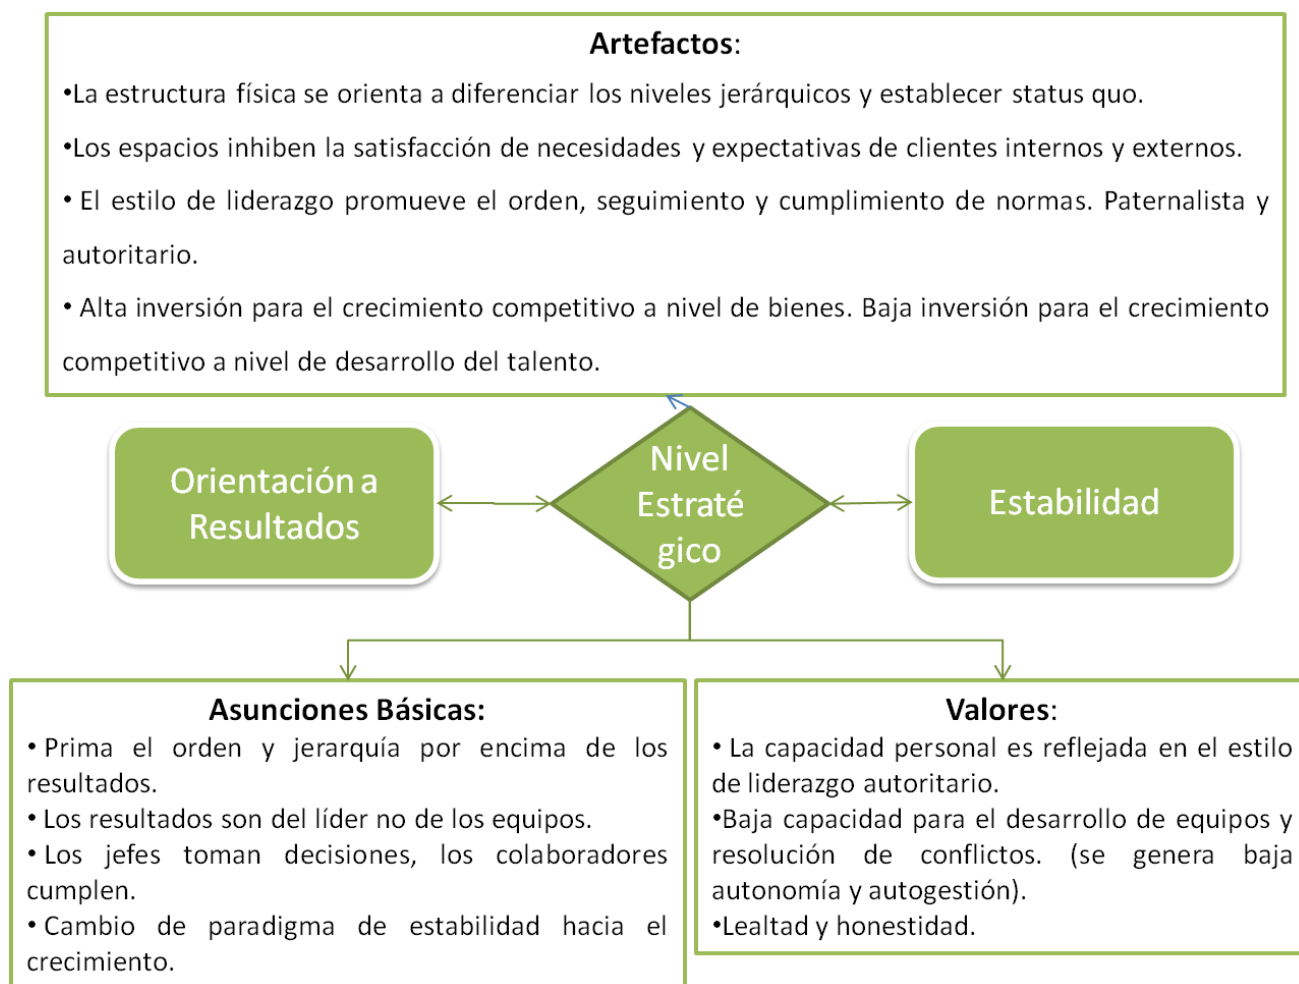 Artefactos:
•La estructura física se orienta a diferenciar los niveles jerárquicos y establecer status quo.
•Los espacios inhiben la satisfacción de necesidades y expectativas de clientes internos y externos.
• El estilo de liderazgo promueve el orden, seguimiento y cumplimiento de normas. Paternalista y
autoritario.
• Alta inversión para el crecimiento competitivo a nivel de bienes. Baja inversión para el crecimiento
competitivo a nivel de desarrollo del talento.
Orientación a
Resultados
Nivel
Estraté
gico
Estabilidad
Asunciones Básicas:
• Prima el orden y jerarquía por encima de los
resultados.
• Los resultados son del líder no de los equipos.
• Los jefes toman decisiones, los colaboradores
cumplen.
• Cambio de paradigma de estabilidad hacia el
crecimiento.
Valores:
• La capacidad personal es reflejada en el estilo
de liderazgo autoritario.
•Baja capacidad para el desarrollo de equipos y
resolución de conflictos. (se genera baja
autonomía y autogestión).
•Lealtad y honestidad.